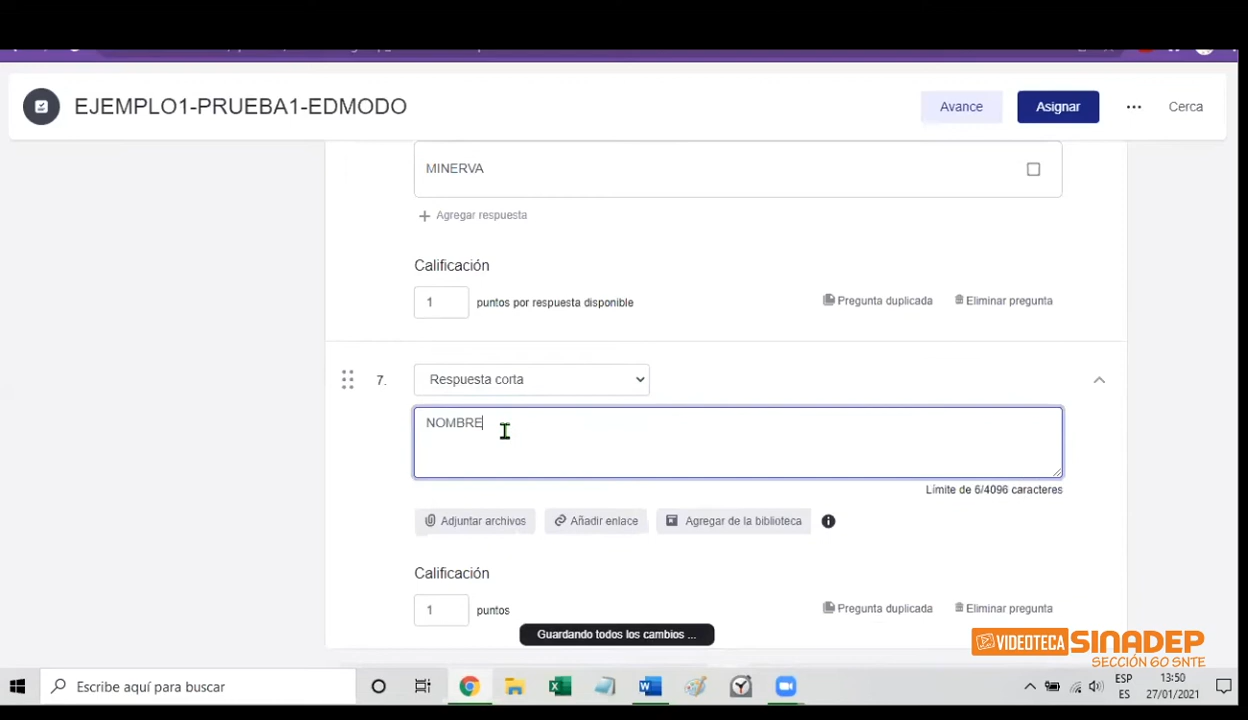 EJEMPLO1-PRUEBA1-EDMODO
Avance
Asignar
Cerca
MINERVA
Agregar respuesta
Calificación
1 puntos por respuesta disponible
Pregunta duplicada
Eliminar pregunta
7. Respuesta corta
NOMBRE
Límite de 6/4096 caracteres
Adjuntar archivos
Añadir enlace
Agregar de la biblioteca
Calificación
1 puntos
Pregunta duplicada
Eliminar pregunta
Guardando todos los cambios ...
VIDEOTECA SINADEP
SECCIÓN 60 SNTE
Escribe aquí para buscar
ESP
ES
13:50
27/01/2021